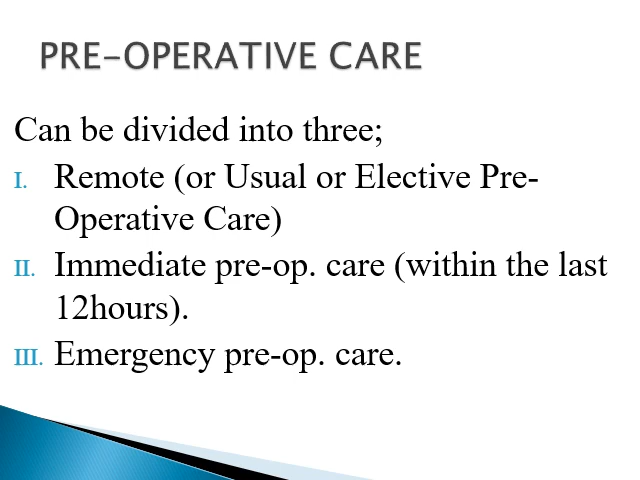 PRE-OPERATIVE CARE
Can be divided into three;
I. Remote (or Usual or Elective Pre-
Operative Care)
II. Immediate pre-op. care (within the last
12hours).
III. Emergency pre-op. care.